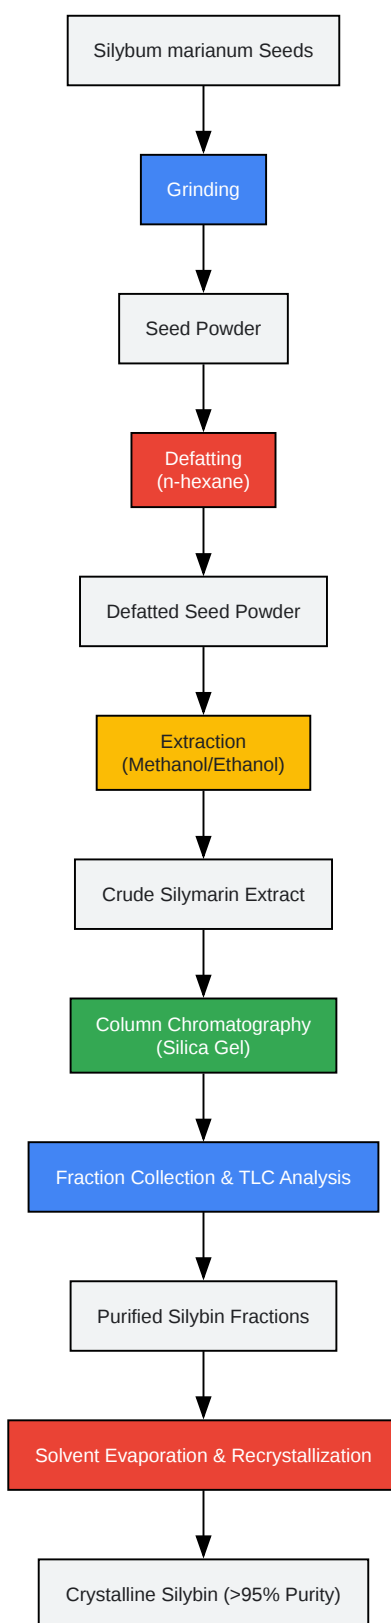 Silybum marianum Seeds
Grinding
Seed Powder
Defatting
(n-hexane)
Defatted Seed Powder
Extraction
(Methanol/Ethanol)
Crude Silymarin Extract
Column Chromatography
(Silica Gel)
Fraction Collection & TLC Analysis
Purified Silybin Fractions
Solvent Evaporation & Recrystallization
Crystalline Silybin (>95% Purity)